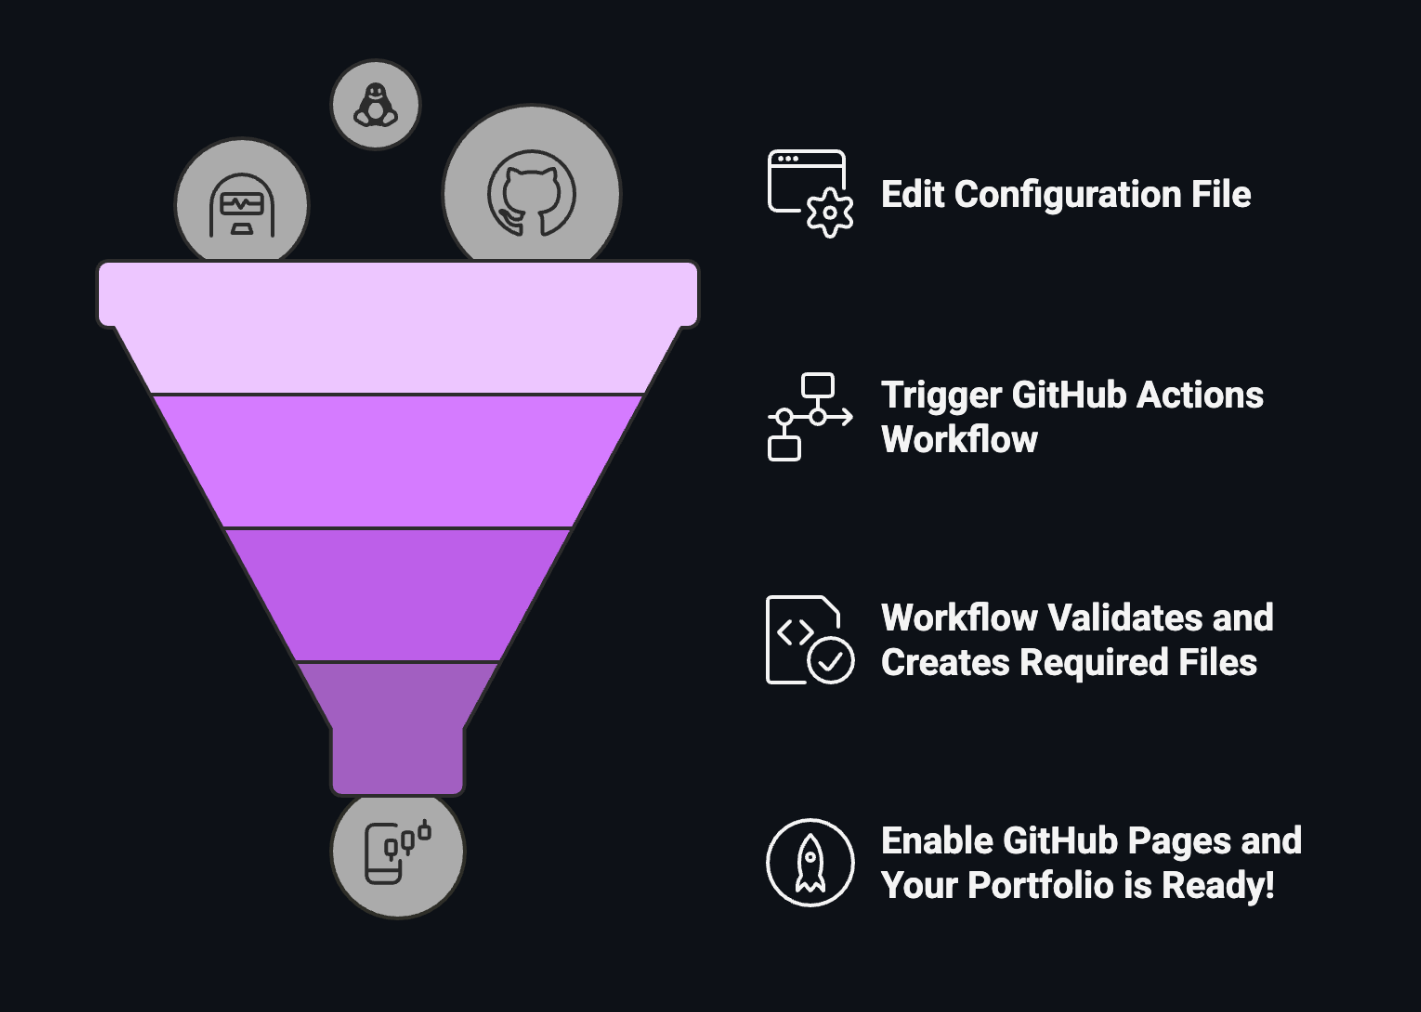 Edit Configuration File
Trigger GitHub Actions
Workflow
Workflow Validates and
Creates Required Files
Enable GitHub Pages and
Your Portfolio is Ready!